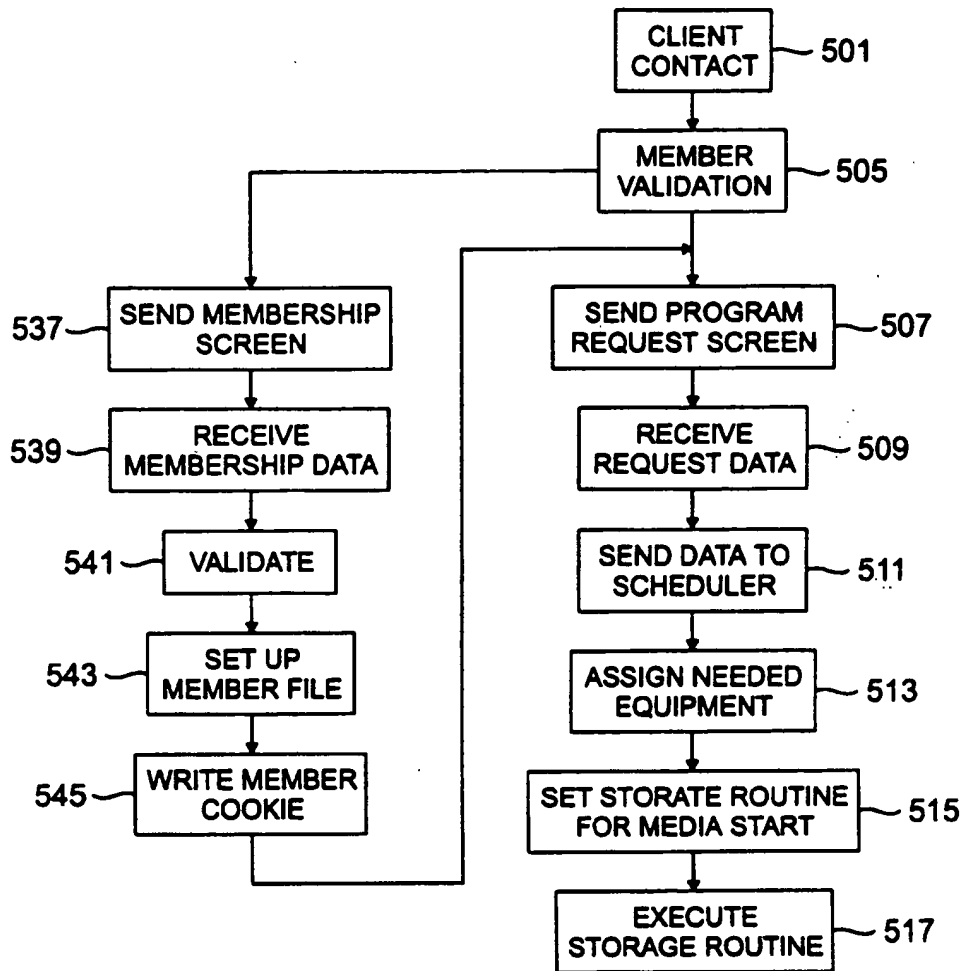 CLIENT
CONTACT
501
MEMBER
VALIDATION
505
537
SEND MEMBERSHIP
SCREEN
SEND PROGRAM
REQUEST SCREEN
507
539
RECEIVE
MEMBERSHIP DATA
RECEIVE
REQUEST DATA
509
541
VALIDATE
SEND DATA TO
SCHEDULER
511
543
SET UP
MEMBER FILE
ASSIGN NEEDED
EQUIPMENT
513
545
WRITE MEMBER
COOKIE
SET STORATE ROUTINE
FOR MEDIA START
515
EXECUTE
STORAGE ROUTINE
517